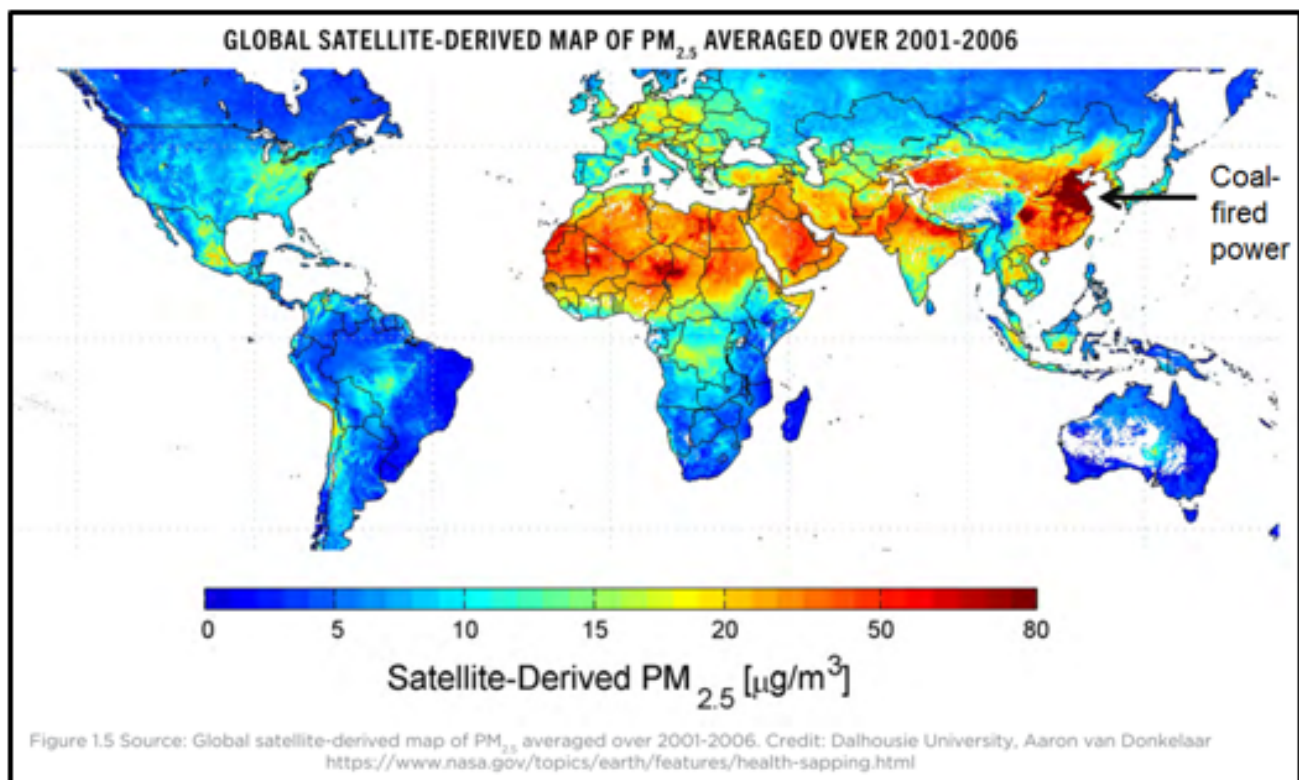 GLOBAL SATELLITE-DERIVED MAP OF PM2.5 AVERAGED OVER 2001-2006
Coal-
fired
power
0 5 10 15 20 50 80
Satellite-Derived PM 2.5 [μg/m³]
Figure 1.5 Source: Global satellite-derived map of PM2.5 averaged over 2001-2006. Credit: Dalhousie University, Aaron van Donkelaar
https://www.nasa.gov/topics/earth/features/health-sapping.html